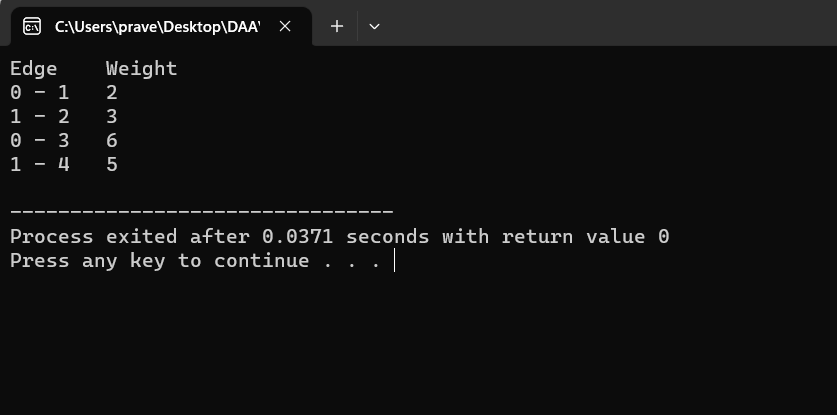 C:\Users\prave\Desktop\DAA\
Edge    Weight
0 - 1   2
1 - 2   3
0 - 3   6
1 - 4   5
--------------------------------
Process exited after 0.0371 seconds with return value 0
Press any key to continue . . .